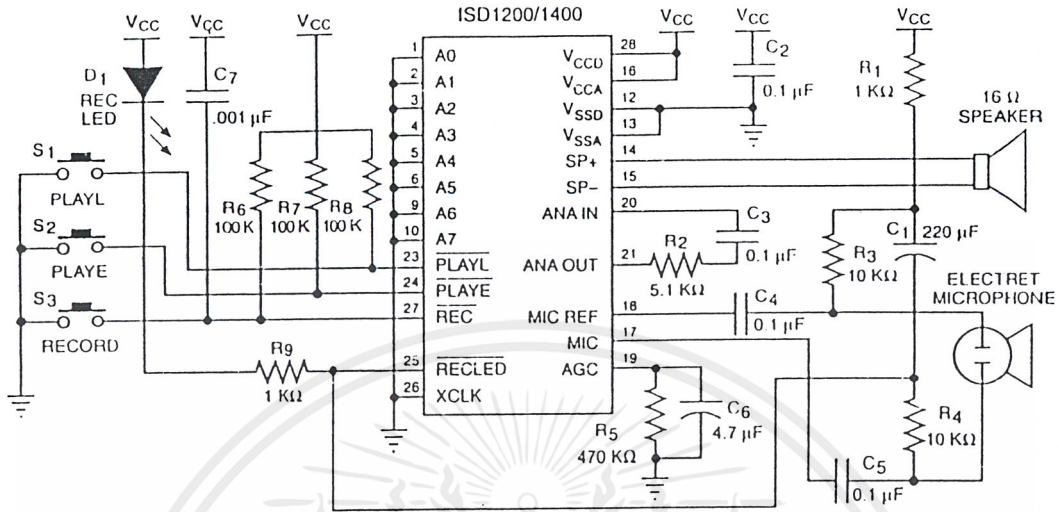 ISD1200/1400
VCC
VCC
VCC
VCC
VCC
VCC
D1
REC
LED
C7
.001 µF
S1
PLAYL
S2
PLAYE
S3
RECORD
R6
100 K
R7
100 K
R8
100 K
R9
1 KΩ
1 A0
2 A1
3 A2
4 A3
5 A4
6 A5
9 A6
10 A7
23 PLAYL
24 PLAYE
27 REC
25 RECLED
26 XCLK
VCCD 28
VCCA 16
VSSD 12
VSSA 13
SP+ 14
SP– 15
ANA IN 20
ANA OUT 21
MIC REF 18
MIC 17
AGC 19
C2
0.1 µF
R1
1 KΩ
16 Ω
SPEAKER
C3
0.1 µF
R2
5.1 KΩ
R3
10 KΩ
C1 220 µF
ELECTRET
MICROPHONE
C4
0.1 µF
R5
470 KΩ
C6
4.7 µF
R4
10 KΩ
C5
0.1 µF